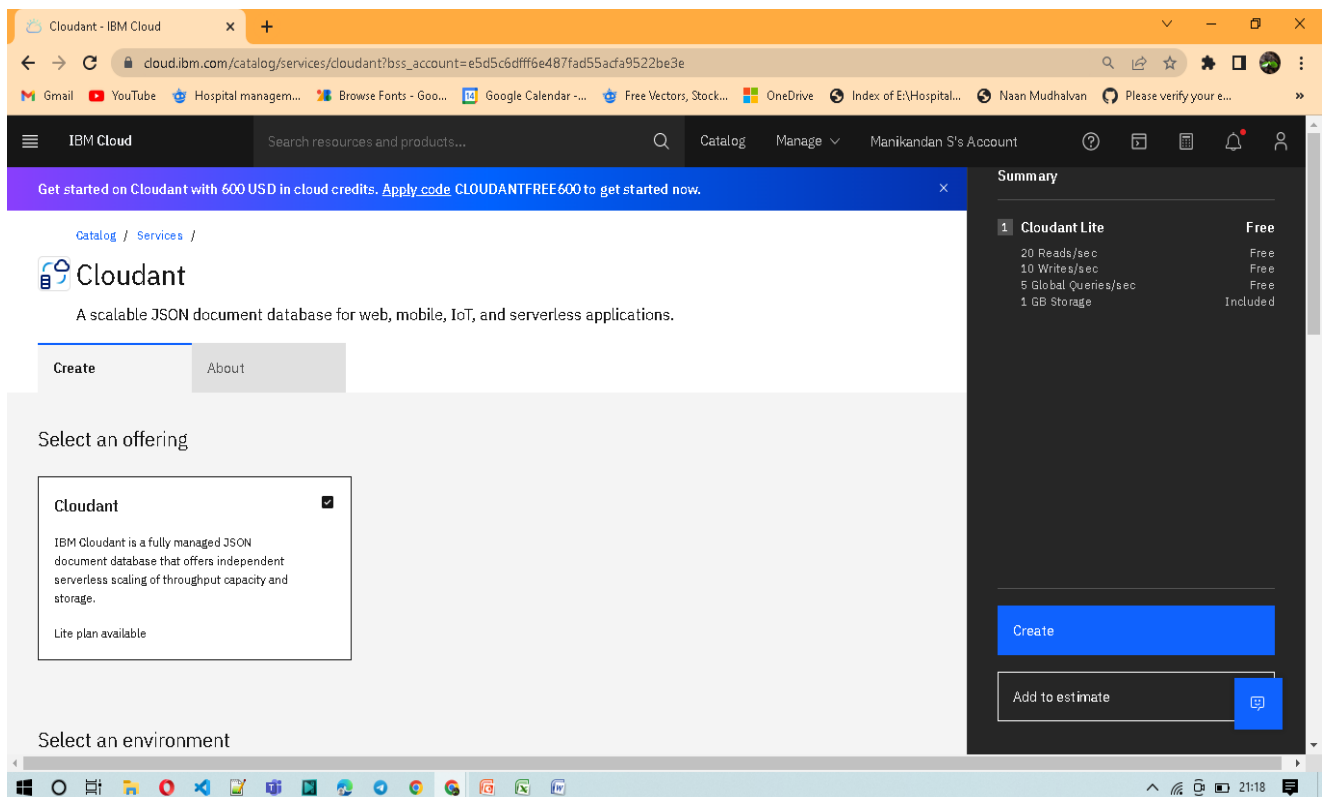 Cloudant - IBM Cloud
cloud.ibm.com/catalog/services/cloudant?bss_account=e5d5c6dfff6e487fad55acfa9522be3e
Gmail YouTube Hospital managem... Browse Fonts - Goo... 14 Google Calendar -... Free Vectors, Stock... OneDrive Index of E:\Hospital... Naan Mudhalvan Please verify your e... »
IBM Cloud Search resources and products... Catalog Manage Manikandan S's Account
Get started on Cloudant with 600 USD in cloud credits. Apply code CLOUDANTFREE600 to get started now.
Catalog / Services /
Cloudant
A scalable JSON document database for web, mobile, IoT, and serverless applications.
Create About
Select an offering
Cloudant
IBM Cloudant is a fully managed JSON
document database that offers independent
serverless scaling of throughput capacity and
storage.
Lite plan available
Select an environment
Summary
1 Cloudant Lite Free
20 Reads/sec Free
10 Writes/sec Free
5 Global Queries/sec Free
1 GB Storage Included
Create
Add to estimate
21:18